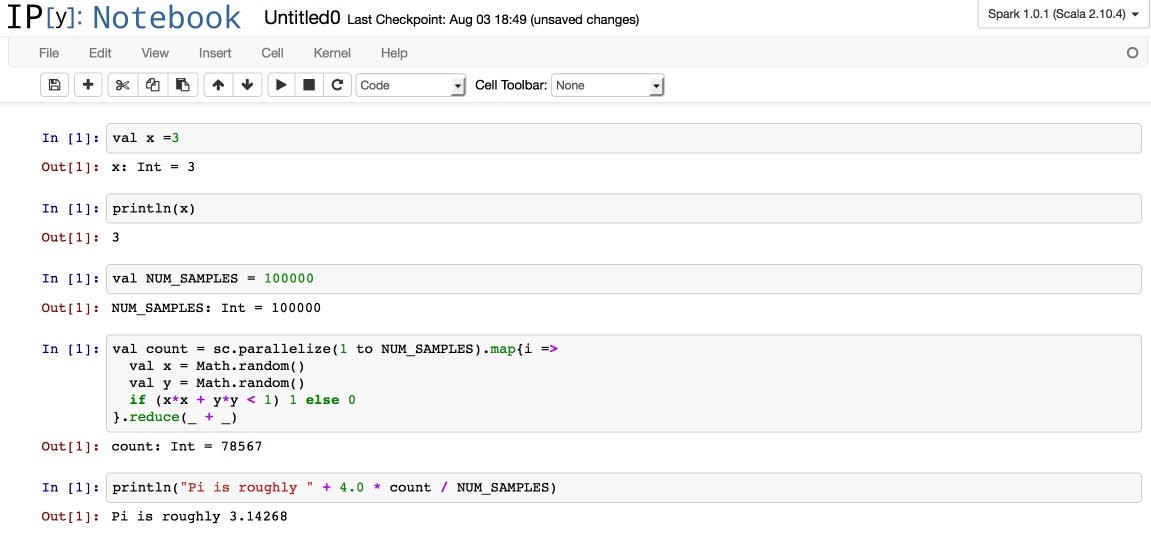 IP[y]: Notebook Untitled0 Last Checkpoint: Aug 03 18:49 (unsaved changes) Spark 1.0.1 (Scala 2.10.4)
File Edit View Insert Cell Kernel Help
Code Cell Toolbar: None
In [1]: val x =3
Out[1]: x: Int = 3
In [1]: println(x)
Out[1]: 3
In [1]: val NUM_SAMPLES = 100000
Out[1]: NUM_SAMPLES: Int = 100000
In [1]: val count = sc.parallelize(1 to NUM_SAMPLES).map{i =>
val x = Math.random()
val y = Math.random()
if (x*x + y*y < 1) 1 else 0
}.reduce(_ + _)
Out[1]: count: Int = 78567
In [1]: println("Pi is roughly " + 4.0 * count / NUM_SAMPLES)
Out[1]: Pi is roughly 3.14268